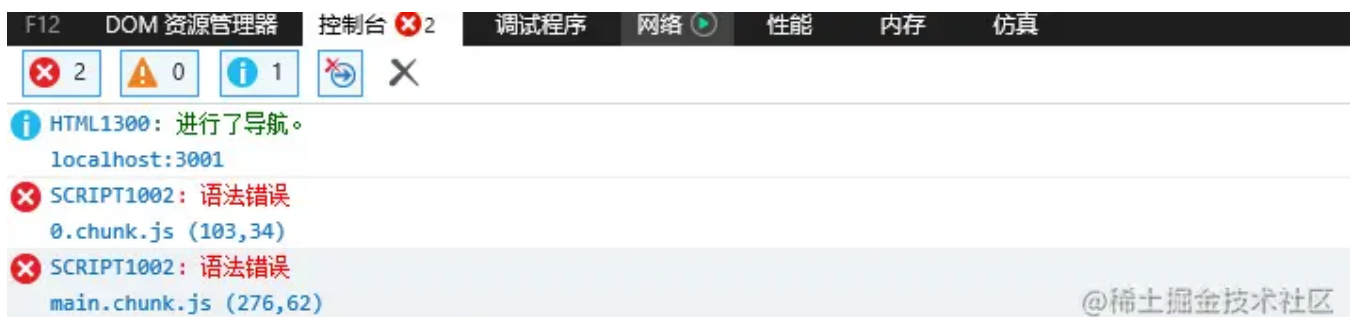 F12 DOM 资源管理器 控制台 2 调试程序 网络 性能 内存 仿真
2 0 1
HTML1300: 进行了导航。
localhost:3001
SCRIPT1002: 语法错误
0.chunk.js (103,34)
SCRIPT1002: 语法错误
main.chunk.js (276,62)
@稀土掘金技术社区